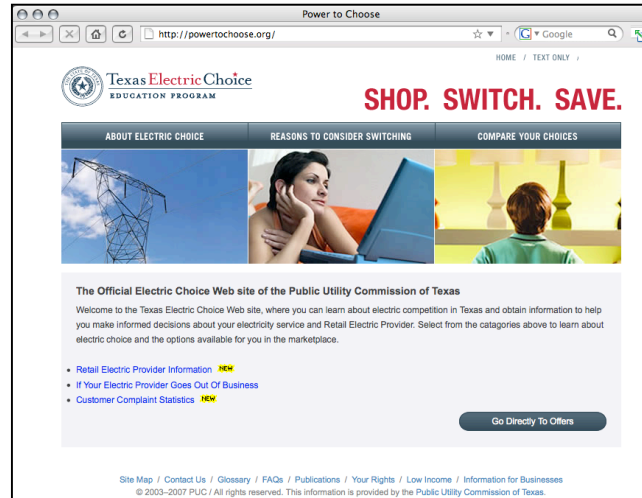 Power to Choose
http://powertochoose.org/
Google
HOME / TEXT ONLY /
Texas Electric Choice
EDUCATION PROGRAM
SHOP. SWITCH. SAVE.
ABOUT ELECTRIC CHOICE
REASONS TO CONSIDER SWITCHING
COMPARE YOUR CHOICES
The Official Electric Choice Web site of the Public Utility Commission of Texas
Welcome to the Texas Electric Choice Web site, where you can learn about electric competition in Texas and obtain information to help
you make informed decisions about your electricity service and Retail Electric Provider. Select from the catagories above to learn about
electric choice and the options available for you in the marketplace.
• Retail Electric Provider Information NEW
• If Your Electric Provider Goes Out Of Business
• Customer Complaint Statistics NEW
Go Directly To Offers
Site Map / Contact Us / Glossary / FAQs / Publications / Your Rights / Low Income / Information for Businesses
© 2003–2007 PUC / All rights reserved. This information is provided by the Public Utility Commission of Texas.